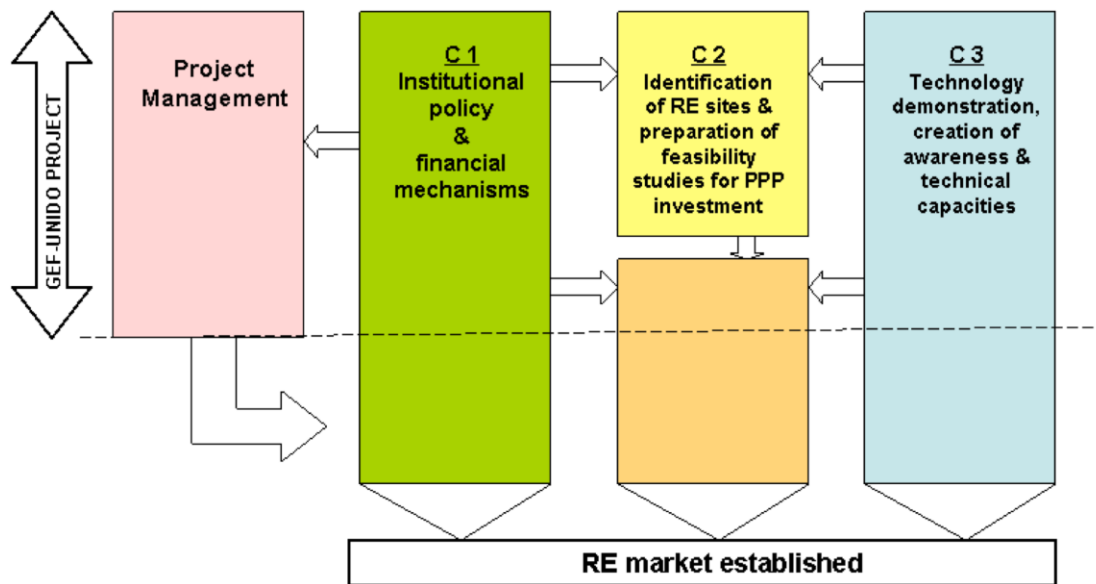 GEF-UNIDO PROJECT
Project
Management
C 1
Institutional
policy
&
financial
mechanisms
C 2
Identification
of RE sites &
preparation of
feasibility
studies for PPP
investment
C 3
Technology
demonstration,
creation of
awareness &
technical
capacities
RE market established